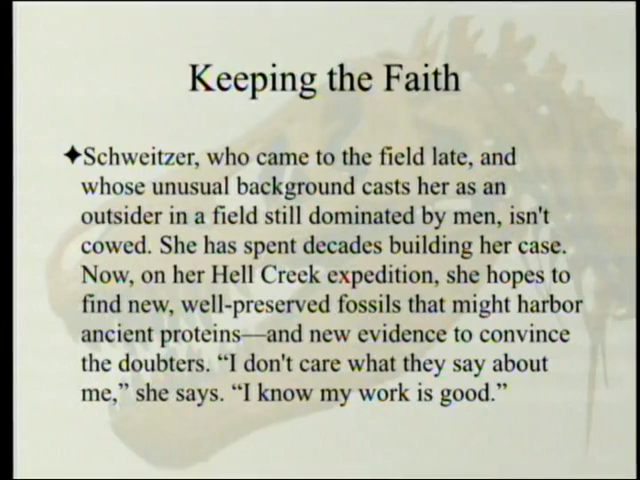 Keeping the Faith
✦Schweitzer, who came to the field late, and
whose unusual background casts her as an
outsider in a field still dominated by men, isn't
cowed. She has spent decades building her case.
Now, on her Hell Creek expedition, she hopes to
find new, well-preserved fossils that might harbor
ancient proteins—and new evidence to convince
the doubters. “I don't care what they say about
me,” she says. “I know my work is good.”